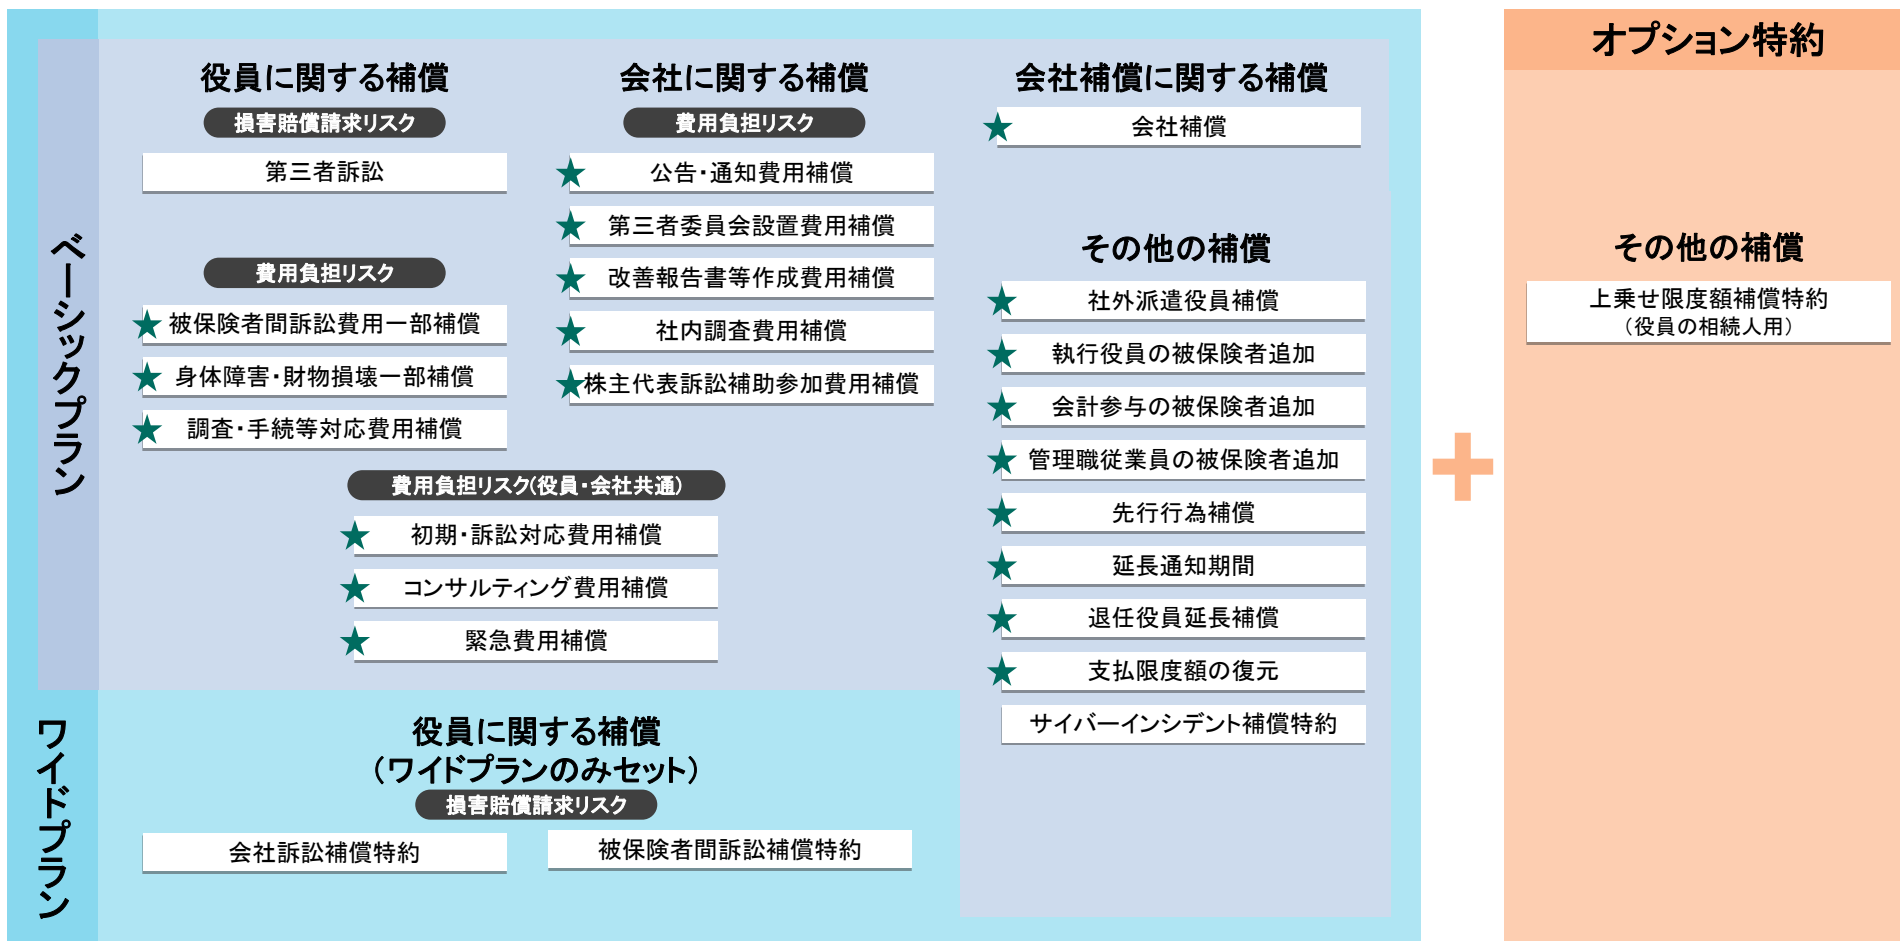 ベーシックプラン
役員に関する補償
損害賠償請求リスク
第三者訴訟
費用負担リスク
★被保険者間訴訟費用一部補償
★身体障害・財物損壊一部補償
★調査・手続等対応費用補償
会社に関する補償
費用負担リスク
★公告・通知費用補償
★第三者委員会設置費用補償
★改善報告書等作成費用補償
★社内調査費用補償
★株主代表訴訟補助参加費用補償
費用負担リスク(役員・会社共通)
★初期・訴訟対応費用補償
★コンサルティング費用補償
★緊急費用補償
会社補償に関する補償
★会社補償
その他の補償
★社外派遣役員補償
★執行役員の被保険者追加
★会計参与の被保険者追加
★管理職従業員の被保険者追加
★先行行為補償
★延長通知期間
★退任役員延長補償
★支払限度額の復元
サイバーインシデント補償特約
ワイドプラン
役員に関する補償
（ワイドプランのみセット）
損害賠償請求リスク
会社訴訟補償特約
被保険者間訴訟補償特約
+
オプション特約
その他の補償
上乗せ限度額補償特約
（役員の相続人用）